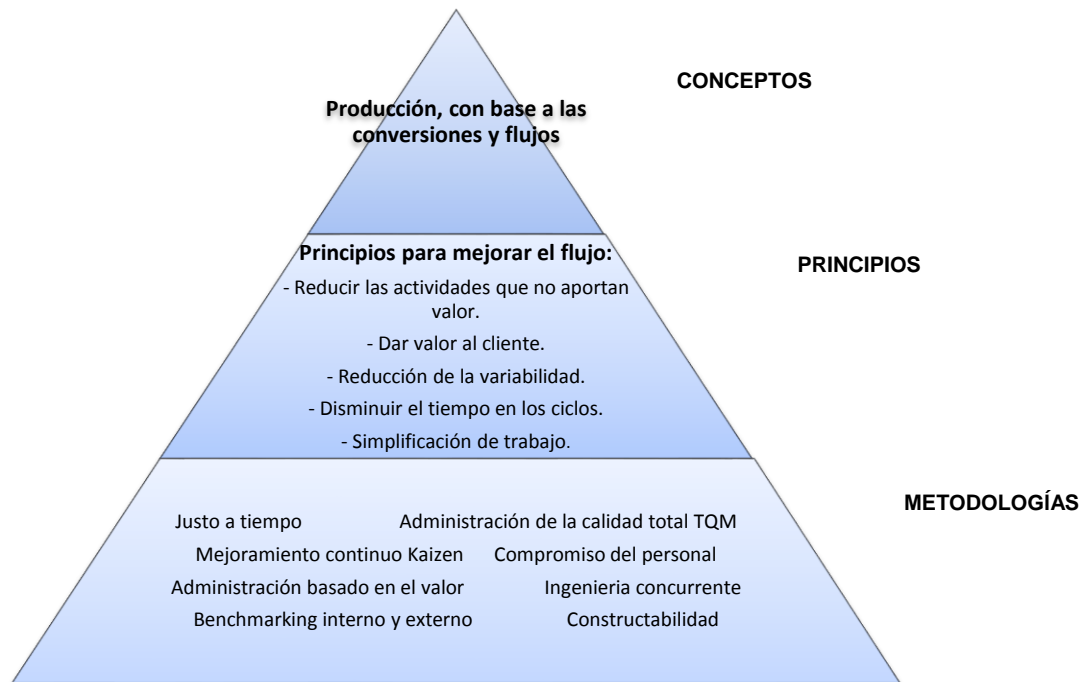 CONCEPTOS
Producción, con base a las
conversiones y flujos
PRINCIPIOS
Principios para mejorar el flujo:
- Reducir las actividades que no aportan
valor.
- Dar valor al cliente.
- Reducción de la variabilidad.
- Disminuir el tiempo en los ciclos.
- Simplificación de trabajo.
METODOLOGÍAS
Justo a tiempo Administración de la calidad total TQM
Mejoramiento continuo Kaizen Compromiso del personal
Administración basado en el valor Ingenieria concurrente
Benchmarking interno y externo Constructabilidad